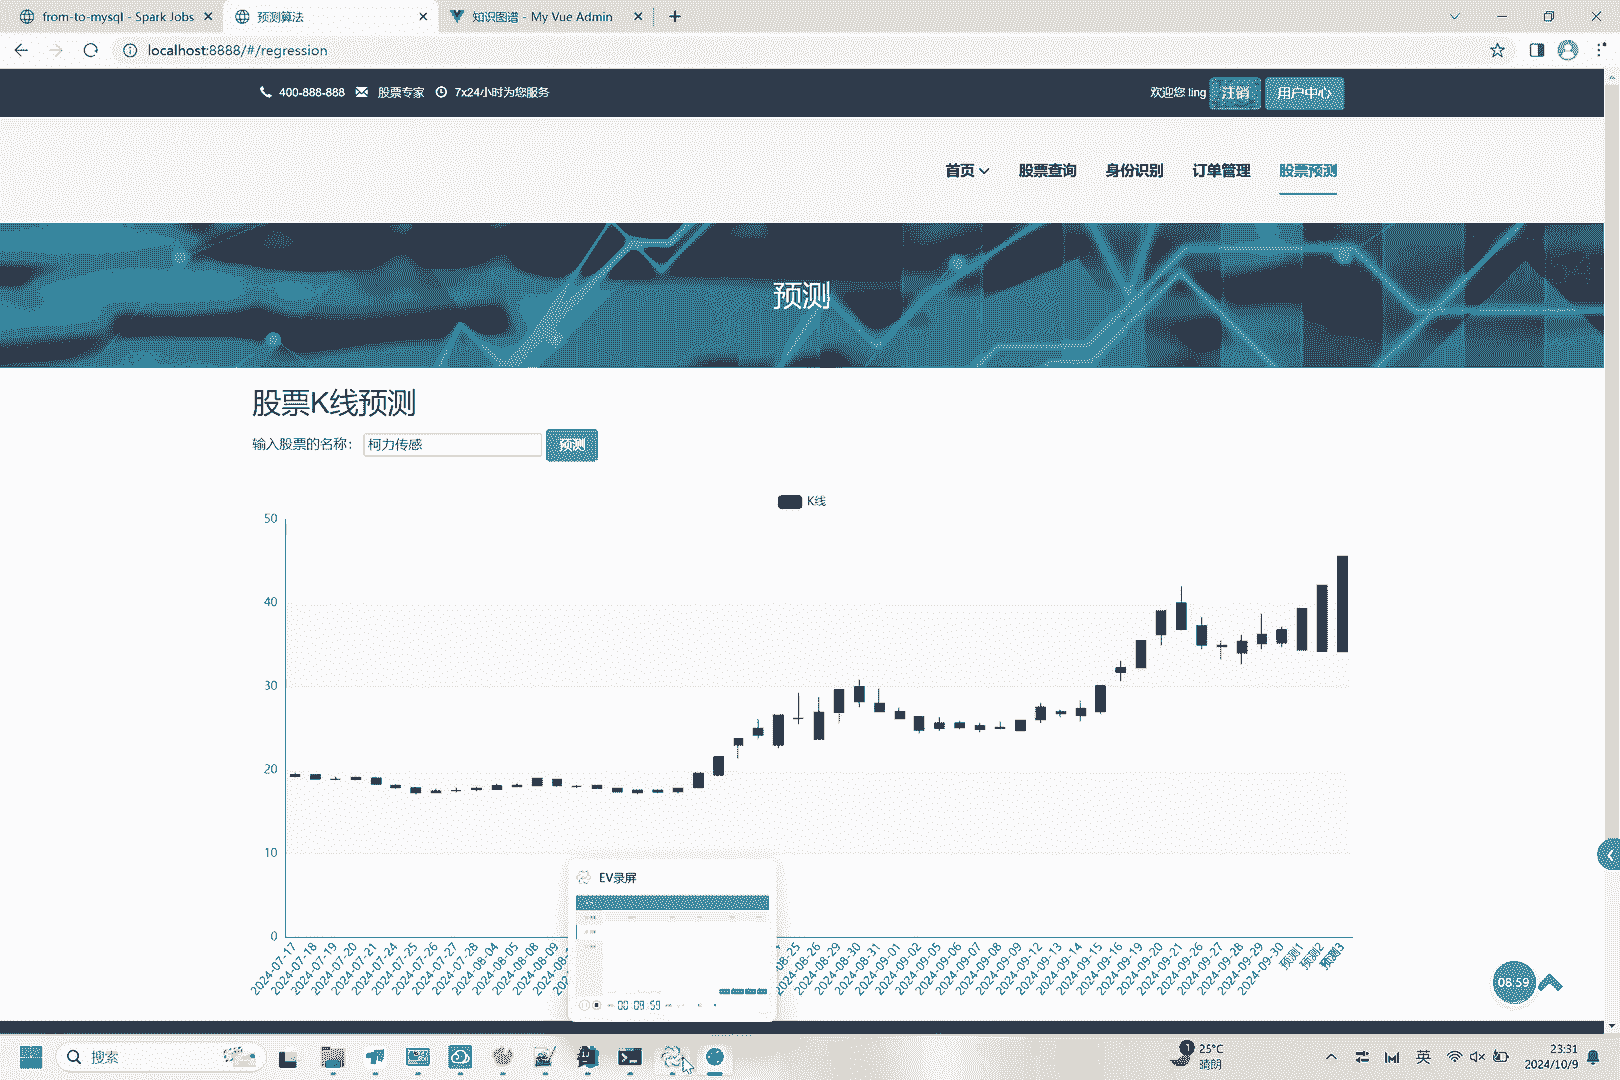 from-to-mysql - Spark Jobs
预测算法
知识图谱 - My Vue Admin
localhost:8888/#/regression
400-888-888 股票专家 7x24小时为您服务
欢迎您 ling 注销 用户中心
首页 股票查询 身份识别 订单管理 股票预测
预测
股票K线预测
输入股票的名称： 柯力传感 预测
K线
50
40
30
20
10
0
2024-07-17
2024-07-18
2024-07-19
2024-07-20
2024-07-21
2024-07-24
2024-07-25
2024-07-26
2024-07-27
2024-07-28
2024-08-04
2024-08-05
2024-08-08
2024-08-09
2024-08-25
2024-08-26
2024-08-29
2024-08-30
2024-08-31
2024-09-01
2024-09-02
2024-09-05
2024-09-06
2024-09-07
2024-09-08
2024-09-09
2024-09-12
2024-09-13
2024-09-14
2024-09-15
2024-09-16
2024-09-19
2024-09-20
2024-09-21
2024-09-26
2024-09-27
2024-09-28
2024-09-29
2024-09-30
预测1
预测2
预测3
EV录屏
00:08:59
08:59
搜索
1
25°C
晴朗
英
23:31
2024/10/9